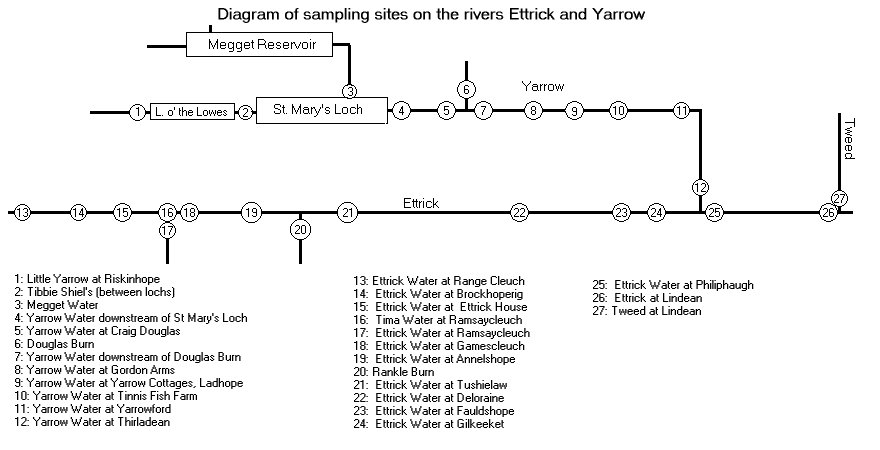 Diagram of sampling sites on the rivers Ettrick and Yarrow
Megget Reservoir
3
6
Yarrow
1
L. o' the Lowes
2
St. Mary's Loch
4
5
7
8
9
10
11
Tweed
12
27
Ettrick
13
14
15
16
18
19
21
22
23
24
25
26
17
20
1: Little Yarrow at Riskinhope
2: Tibbie Shiel's (between lochs)
3: Megget Water
4: Yarrow Water downstream of St Mary's Loch
5: Yarrow Water at Craig Douglas
6: Douglas Burn
7: Yarrow Water downstream of Douglas Burn
8: Yarrow Water at Gordon Arms
9: Yarrow Water at Yarrow Cottages, Ladhope
10: Yarrow Water at Tinnis Fish Farm
11: Yarrow Water at Yarrowford
12: Yarrow Water at Thirladean
13: Ettrick Water at Range Cleuch
14: Ettrick Water at Brockhoperig
15: Ettrick Water at Ettrick House
16: Tima Water at Ramsaycleuch
17: Ettrick Water at Ramsaycleuch
18: Ettrick Water at Gamescleuch
19: Ettrick Water at Annelshope
20: Rankle Burn
21: Ettrick Water at Tushielaw
22: Ettrick Water at Deloraine
23: Ettrick Water at Fauldshope
24: Ettrick Water at Gilkeeket
25: Ettrick Water at Philiphaugh
26: Ettrick at Lindean
27: Tweed at Lindean